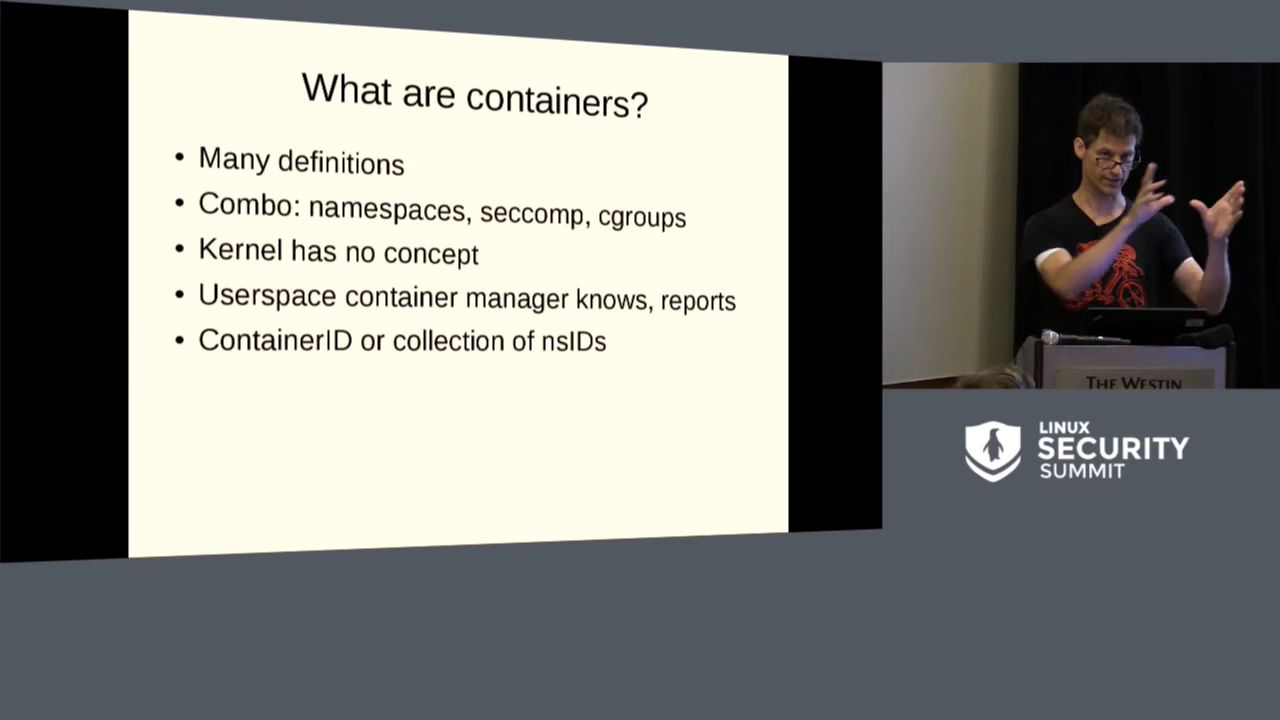 What are containers?
• Many definitions
• Combo: namespaces, seccomp, cgroups
• Kernel has no concept
• Userspace container manager knows, reports
• ContainerID or collection of nsIDs
THE WESTIN
LINUX
SECURITY
SUMMIT